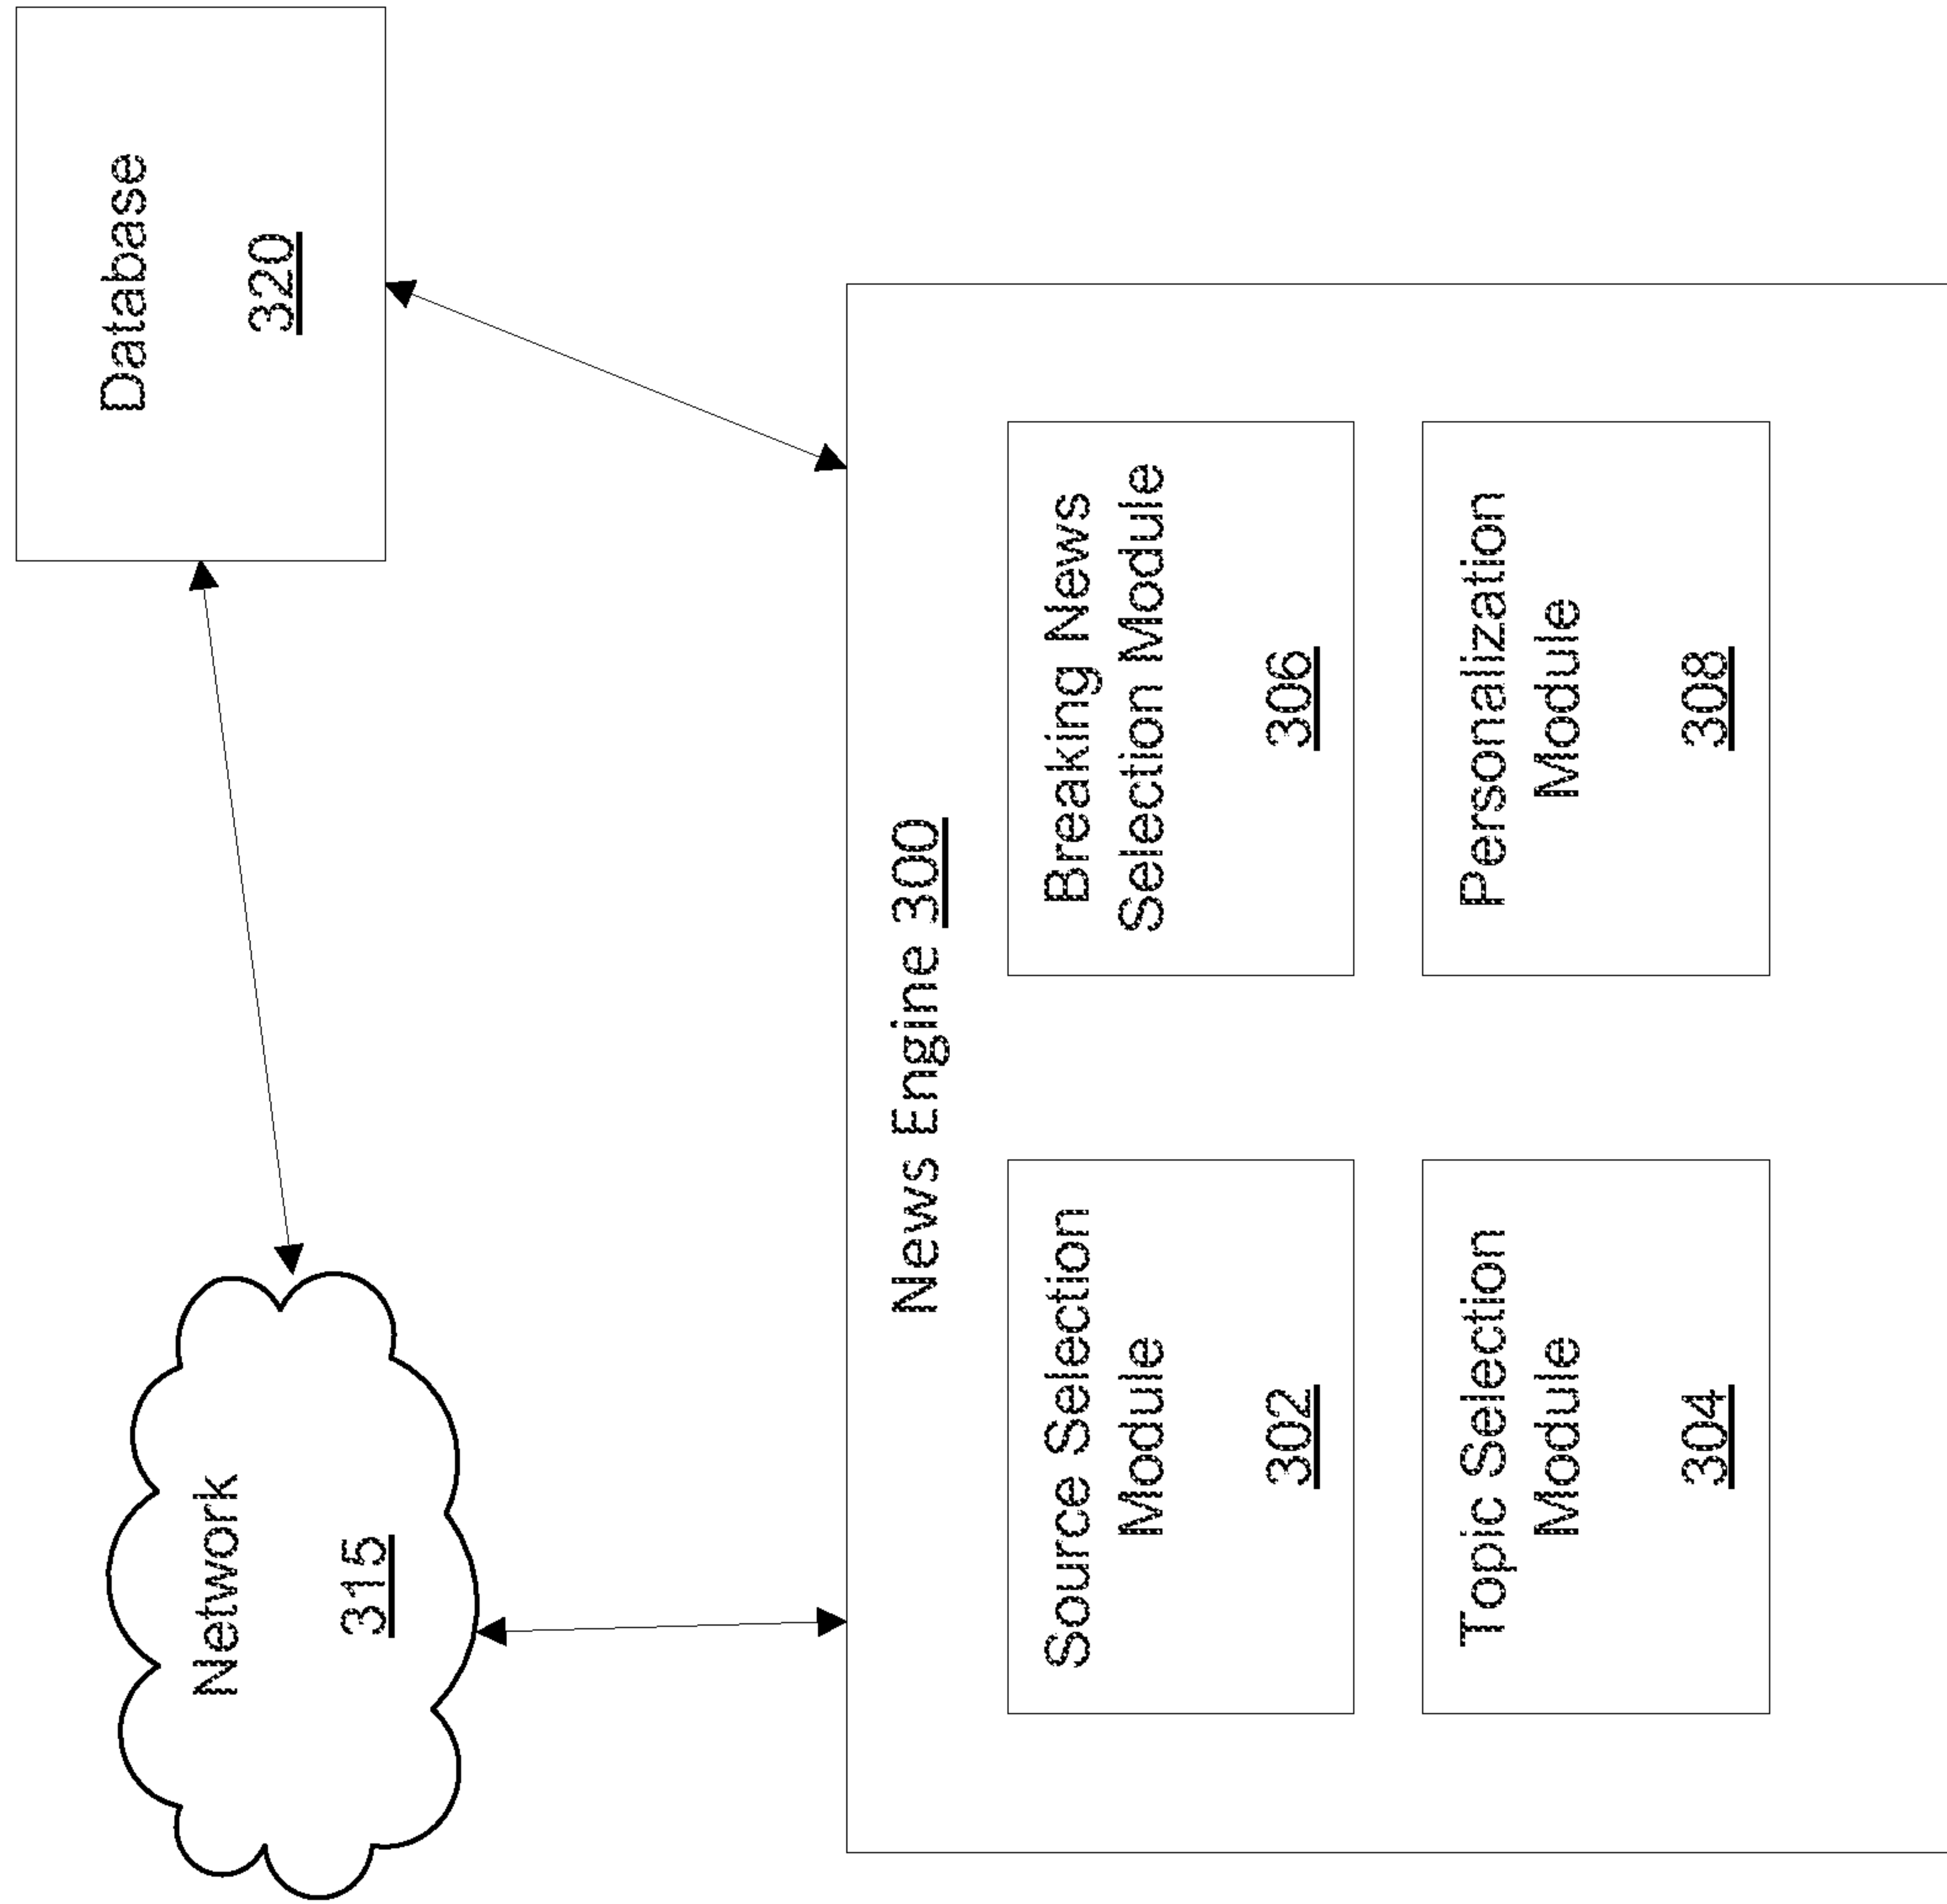 Network
315
Database
320
News Engine 300
Source Selection
Module
302
Breaking News
Selection Module
306
Topic Selection
Module
304
Personalization
Module
308